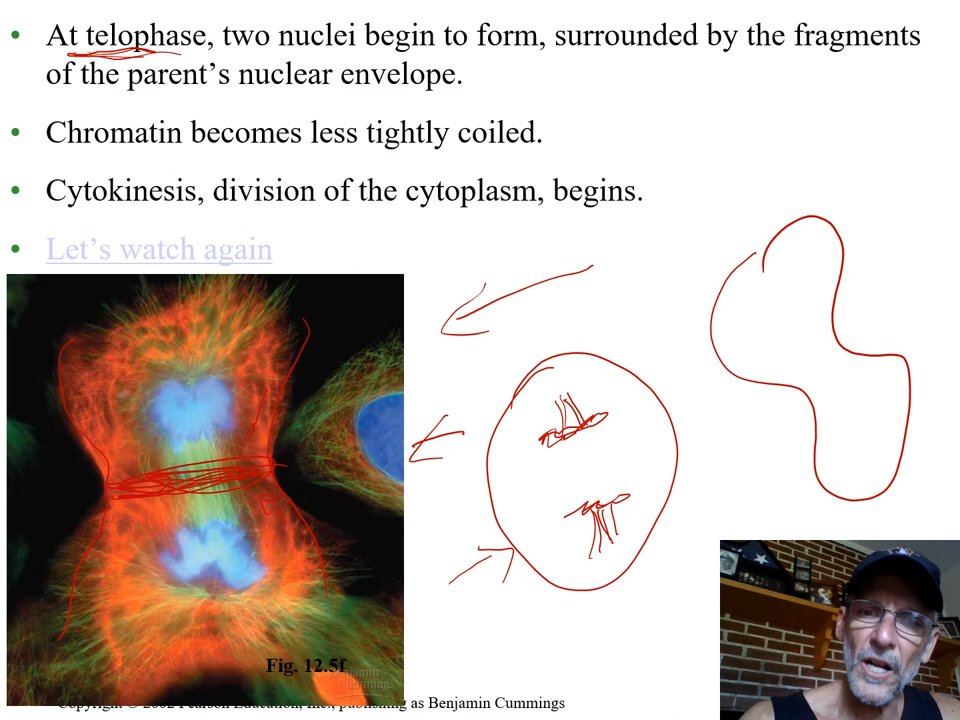 • At telophase, two nuclei begin to form, surrounded by the fragments
of the parent’s nuclear envelope.
• Chromatin becomes less tightly coiled.
• Cytokinesis, division of the cytoplasm, begins.
• Let’s watch again
Fig. 12.5f
Benjamin
Cummings
Copyright © 2002 Pearson Education, Inc., publishing as Benjamin Cummings